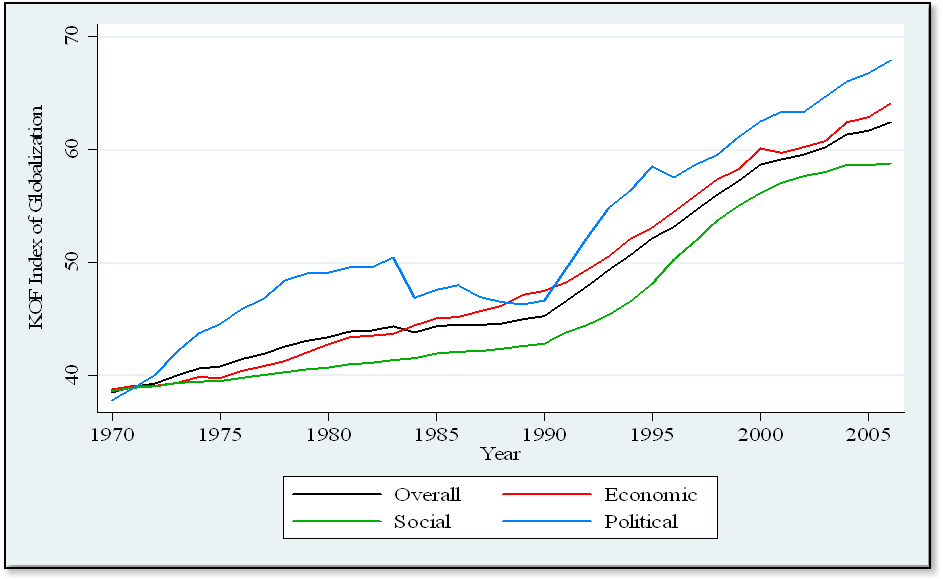 70
60
50
40
KOF Index of Globalization
1970 1975 1980 1985 1990 1995 2000 2005
Year
Overall Economic
Social Political